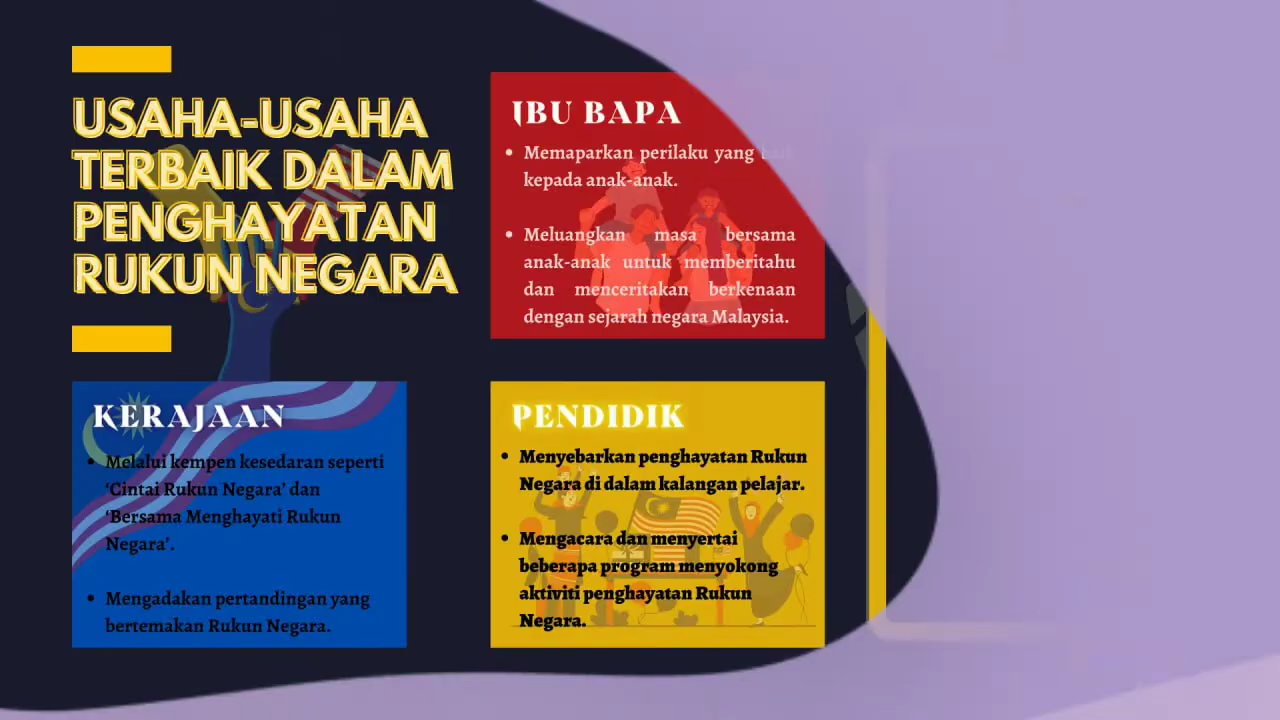 USAHA-USAHA
TERBAIK DALAM
PENGHAYATAN
RUKUN NEGARA
IBU BAPA
• Memaparkan perilaku yang baik
kepada anak-anak.
• Meluangkan masa bersama
anak-anak untuk memberitahu
dan menceritakan berkenaan
dengan sejarah negara Malaysia.
KERAJAAN
• Melalui kempen kesedaran seperti
‘Cintai Rukun Negara’ dan
‘Bersama Menghayati Rukun
Negara’.
• Mengadakan pertandingan yang
bertemakan Rukun Negara.
PENDIDIK
• Menyebarkan penghayatan Rukun
Negara di dalam kalangan pelajar.
• Mengacara dan menyertai
beberapa program menyokong
aktiviti penghayatan Rukun
Negara.